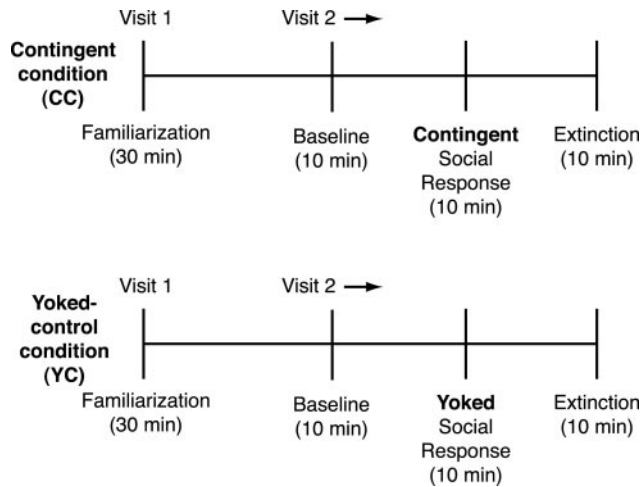 Visit 1
Visit 2
Contingent
condition
(CC)
Familiarization
(30 min)
Baseline
(10 min)
Contingent
Social
Response
(10 min)
Extinction
(10 min)
Visit 1
Visit 2
Yoked-
control
condition
(YC)
Familiarization
(30 min)
Baseline
(10 min)
Yoked
Social
Response
(10 min)
Extinction
(10 min)